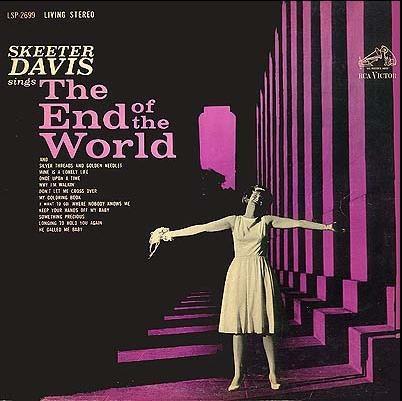 LSP-2699 LIVING STEREO
SKEETER
DAVIS
sings The
End of
the
World
AND
SILVER THREADS AND GOLDEN NEEDLES
MINE IS A LONELY LIFE
ONCE UPON A TIME
WHY I'M WALKIN'
DON'T LET ME CROSS OVER
MY COLORING BOOK
I WANT TO GO WHERE NOBODY KNOWS ME
KEEP YOUR HANDS OFF MY BABY
SOMETHING PRECIOUS
LONGING TO HOLD YOU AGAIN
HE CALLED ME BABY
RCA VICTOR